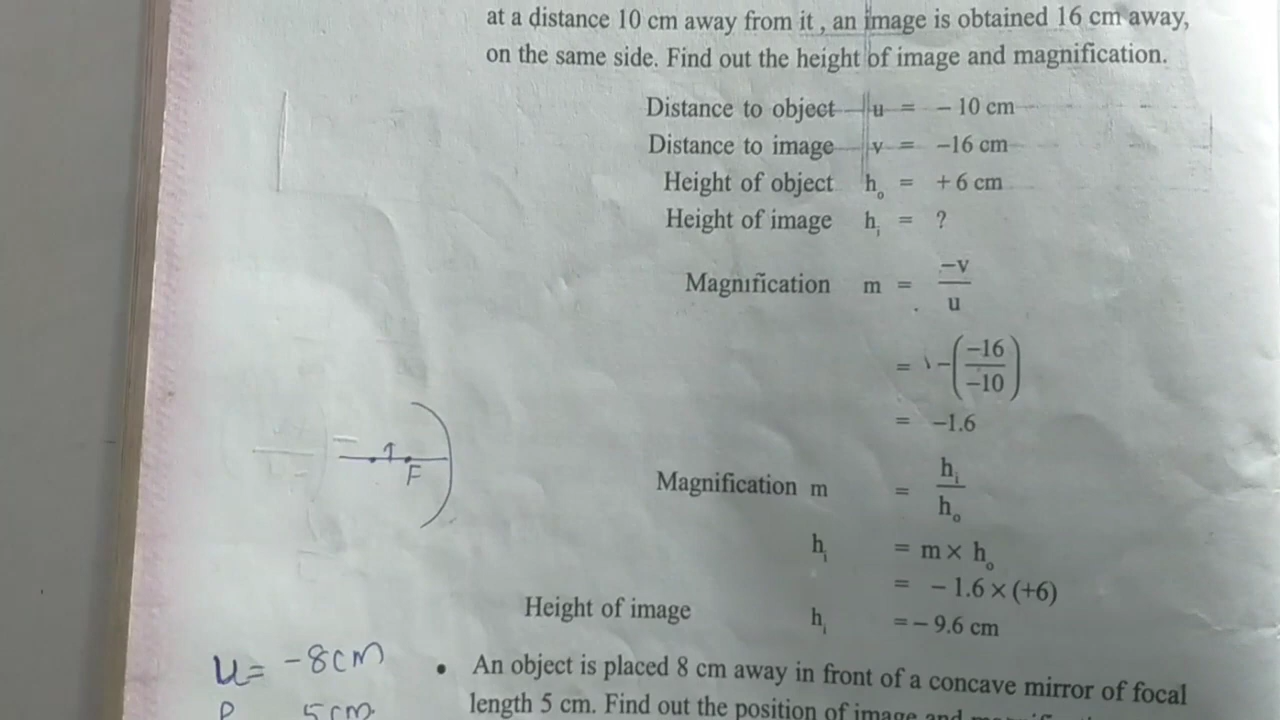 at a distance 10 cm away from it , an image is obtained 16 cm away,
on the same side. Find out the height of image and magnification.
Distance to object u = – 10 cm
Distance to image v = –16 cm
Height of object hₒ = + 6 cm
Height of image hᵢ = ?
Magnification m = –v
u
= –(–16
–10)
= –1.6
F
Magnification m = hᵢ
hₒ
hᵢ = m × hₒ
= – 1.6 × (+6)
Height of image hᵢ = – 9.6 cm
u= -8cm
• An object is placed 8 cm away in front of a concave mirror of focal
5cm
length 5 cm. Find out the position of image and